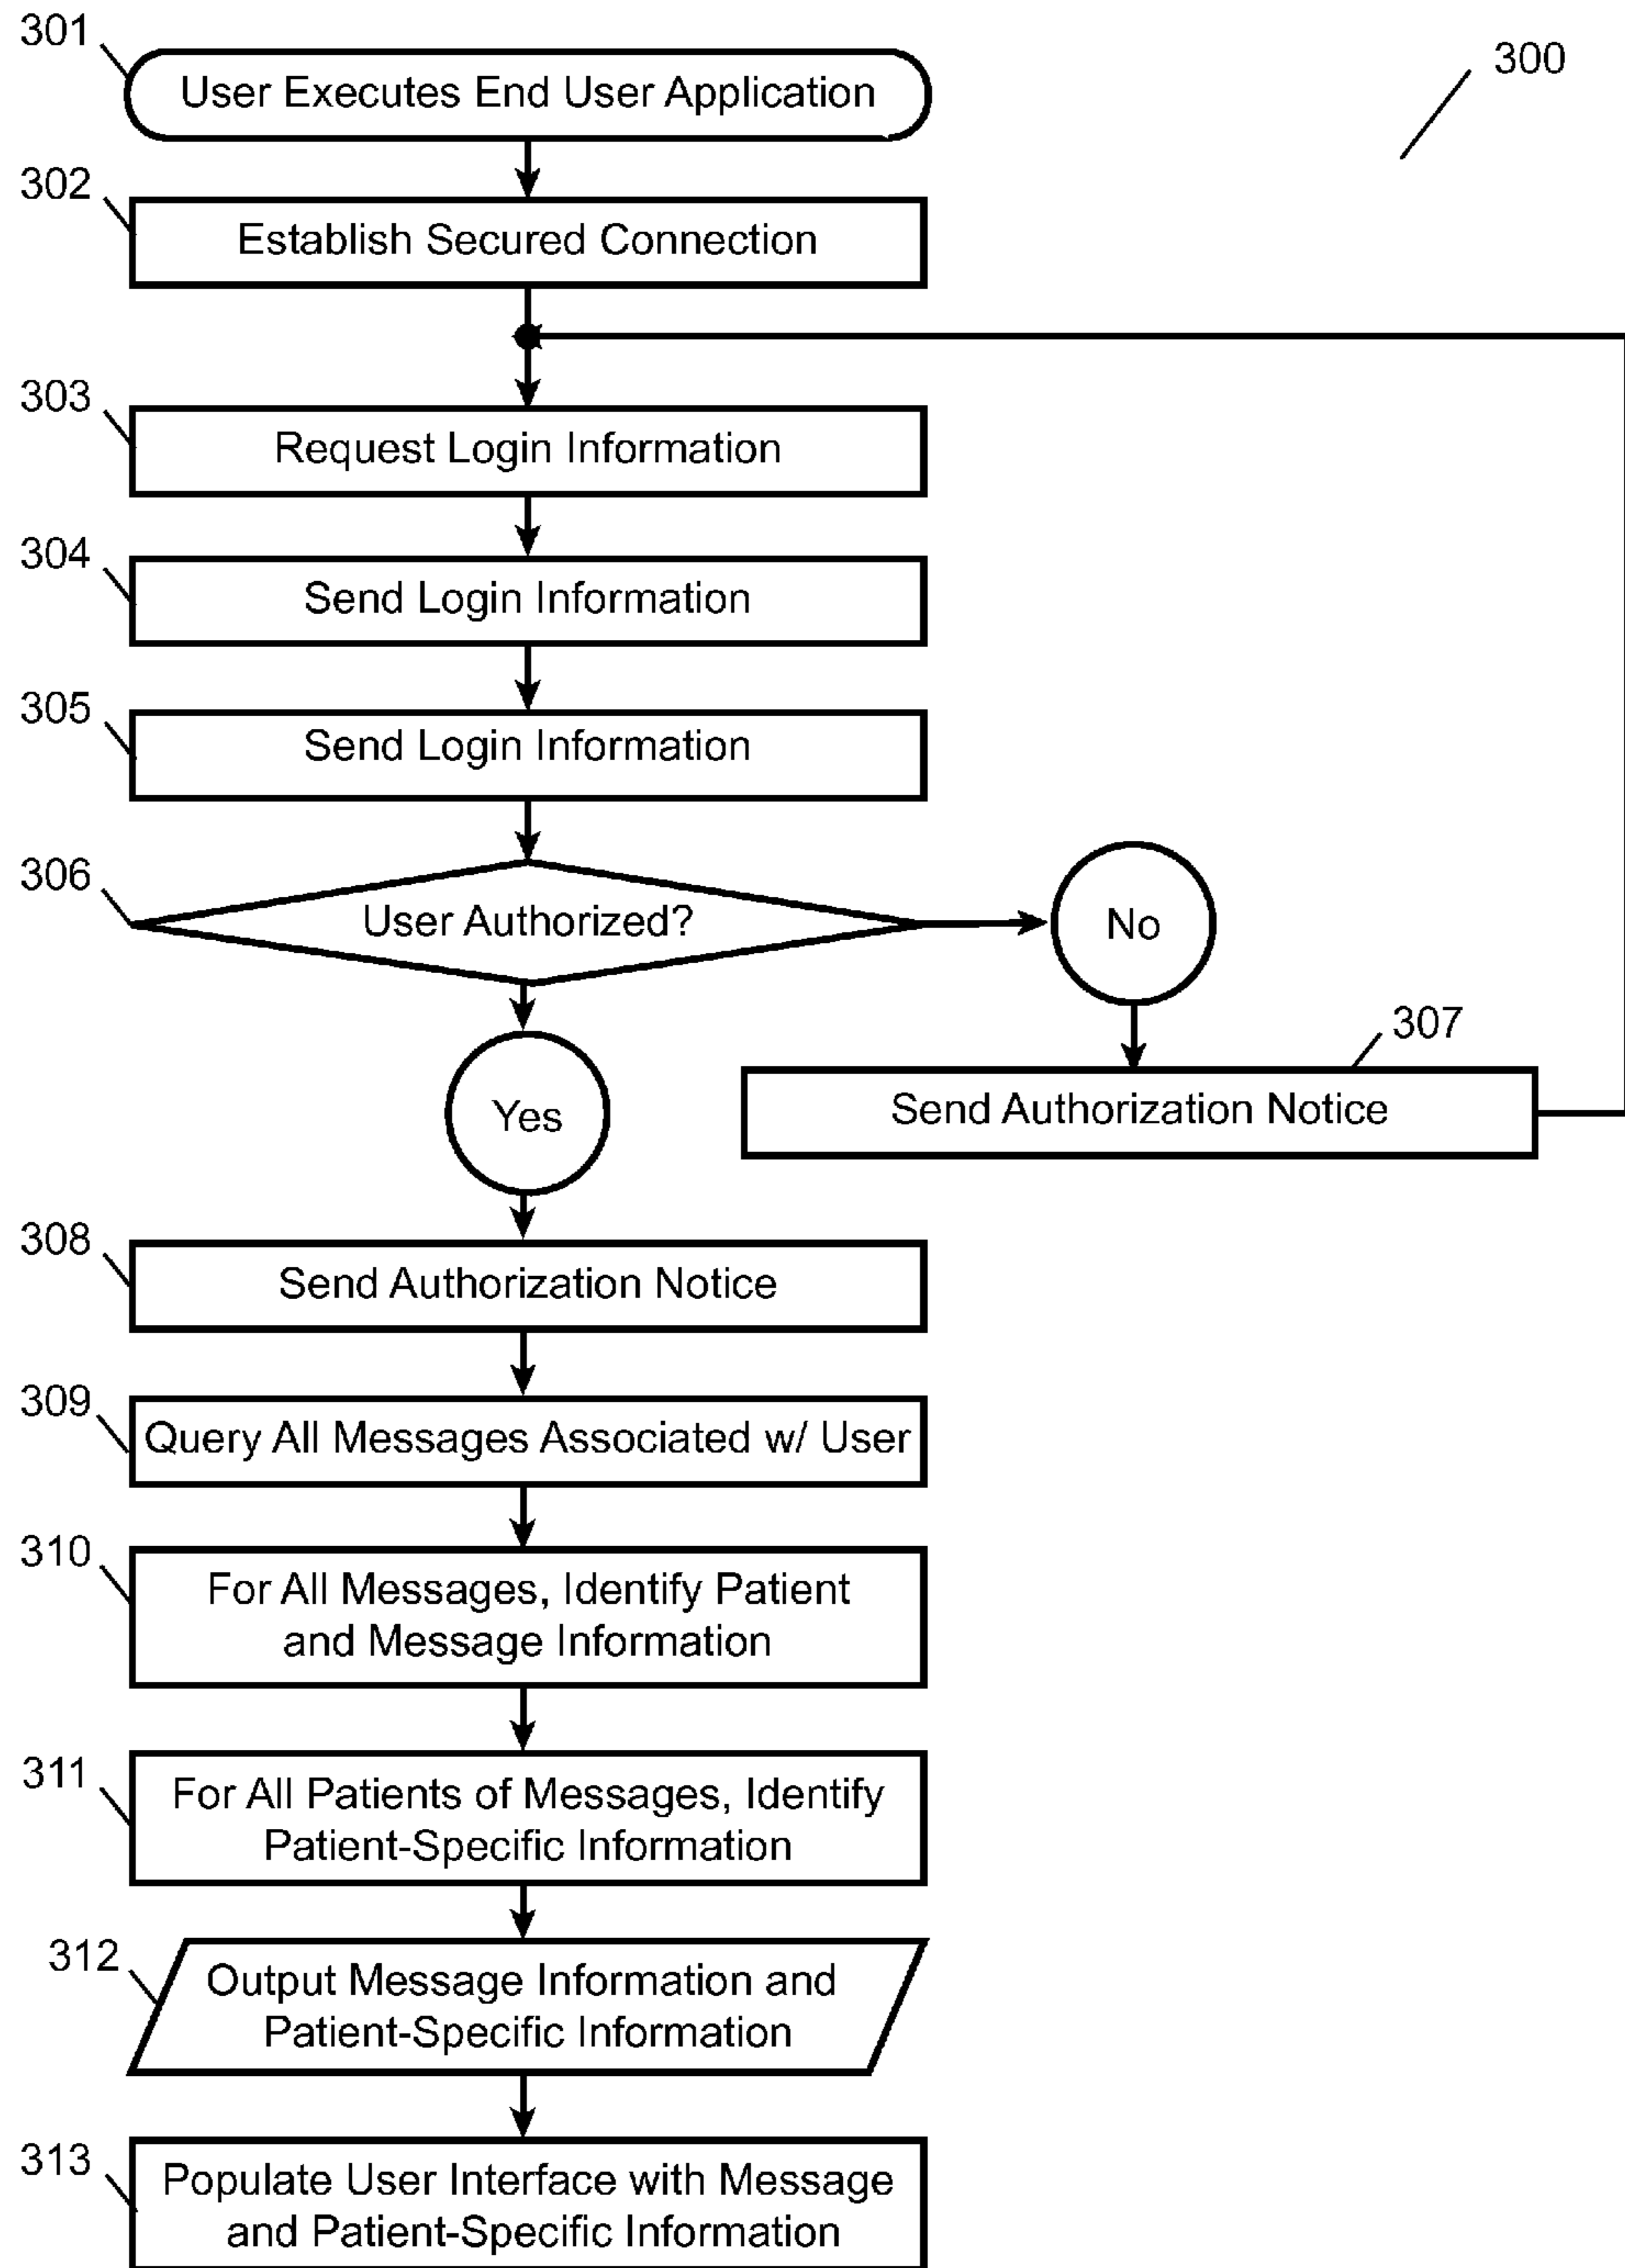 301
User Executes End User Application
300
302
Establish Secured Connection
303
Request Login Information
304
Send Login Information
305
Send Login Information
306
User Authorized?
No
307
Send Authorization Notice
Yes
308
Send Authorization Notice
309
Query All Messages Associated w/ User
310
For All Messages, Identify Patient
and Message Information
311
For All Patients of Messages, Identify
Patient-Specific Information
312
Output Message Information and
Patient-Specific Information
313
Populate User Interface with Message
and Patient-Specific Information